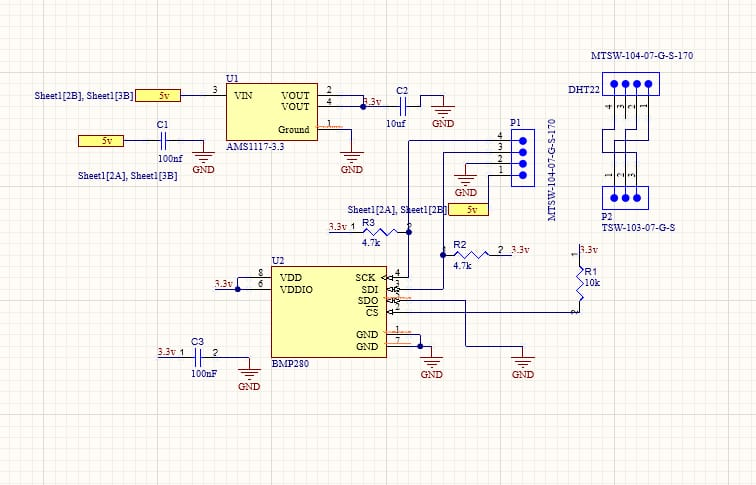 MTSW-104-07-G-S-170
U1
DHT22
Sheet1[2B], Sheet1[3B] 5v 3 VIN VOUT 2
VOUT 4 3.3v C2
4 3 2 1
10uf GND
Ground 1
AMS1117-3.3
C1
5v
100nf
GND
GND
Sheet1[2A], Sheet1[3B]
P1
4
3
2
1
GND
MTSW-104-07-G-S-170
1 2 3
P2
TSW-103-07-G-S
Sheet1[2A], Sheet1[2B] 5v
3.3v 1 R3
4.7k
1 R2 2 3.3v
4.7k
3.3v
1
R1
10k
2
U2
8 VDD SCK 4
3.3v 6 VDDIO SDI 3
SDO 5
CS 2
GND 1
GND 7
BMP280
GND
GND
C3
3.3v 1 2
100nF
GND